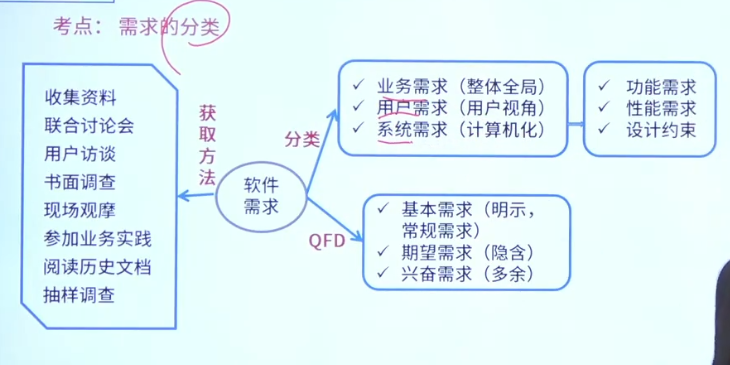 考点： 需求的分类
收集资料
联合讨论会
用户访谈
书面调查
现场观摩
参加业务实践
阅读历史文档
抽样调查
获取方法
软件
需求
分类
QFD
✓ 业务需求（整体全局）
✓ 用户需求（用户视角）
✓ 系统需求（计算机化）
✓ 功能需求
✓ 性能需求
✓ 设计约束
✓ 基本需求（明示，
常规需求）
✓ 期望需求（隐含）
✓ 兴奋需求（多余）